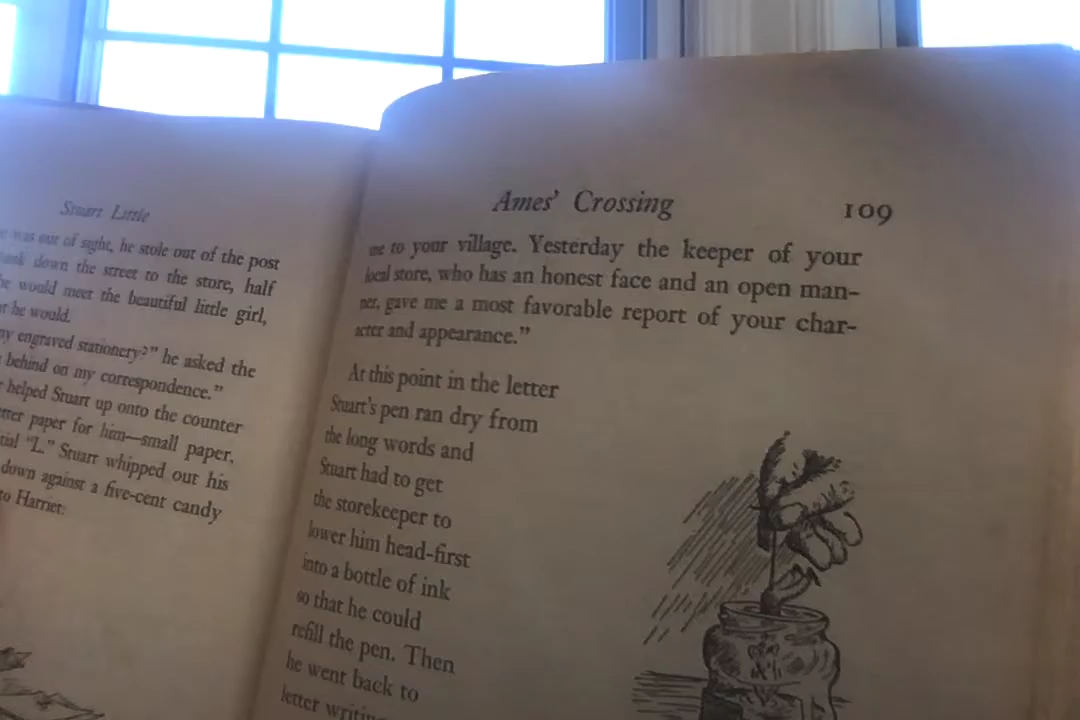 Stuart Little
was out of sight, he stole out of the post
down the street to the store, half
he would meet the beautiful little girl,
he would.
engraved stationery?" he asked the
behind on my correspondence."
helped Stuart up onto the counter
paper for him—small paper,
"L." Stuart whipped out his
down against a five-cent candy
to Harriet:
Ames' Crossing 109
to your village. Yesterday the keeper of your
local store, who has an honest face and an open man-
ner, gave me a most favorable report of your char-
acter and appearance."
At this point in the letter
Stuart's pen ran dry from
the long words and
Stuart had to get
the storekeeper to
lower him head-first
into a bottle of ink
so that he could
refill the pen. Then
he went back to
letter